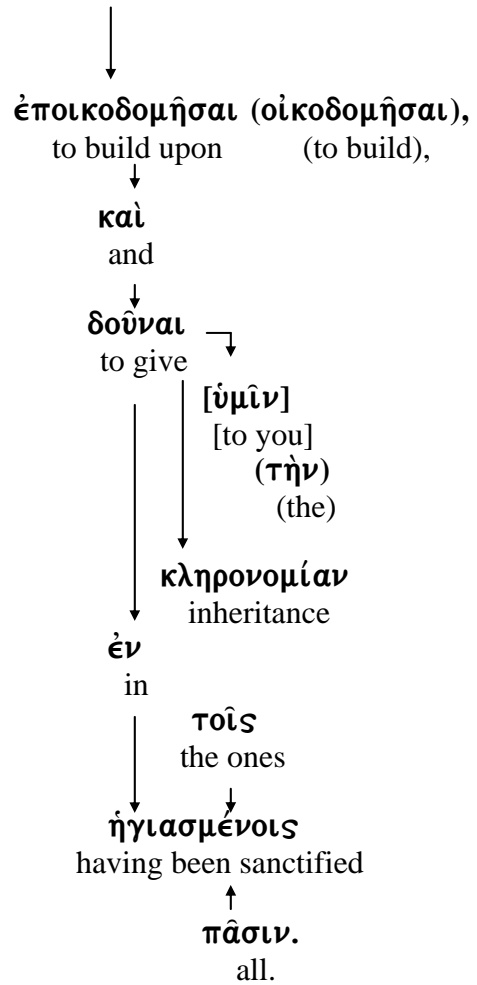 ἐποικοδομῆσαι (οἰκοδομῆσαι),
to build upon (to build),
καὶ
and
δοῦναι
to give
[ὑμῖν]
[to you]
(τὴν)
(the)
κληρονομίαν
inheritance
ἐν
in
τοῖς
the ones
ἡγιασμένοις
having been sanctified
πᾶσιν.
all.